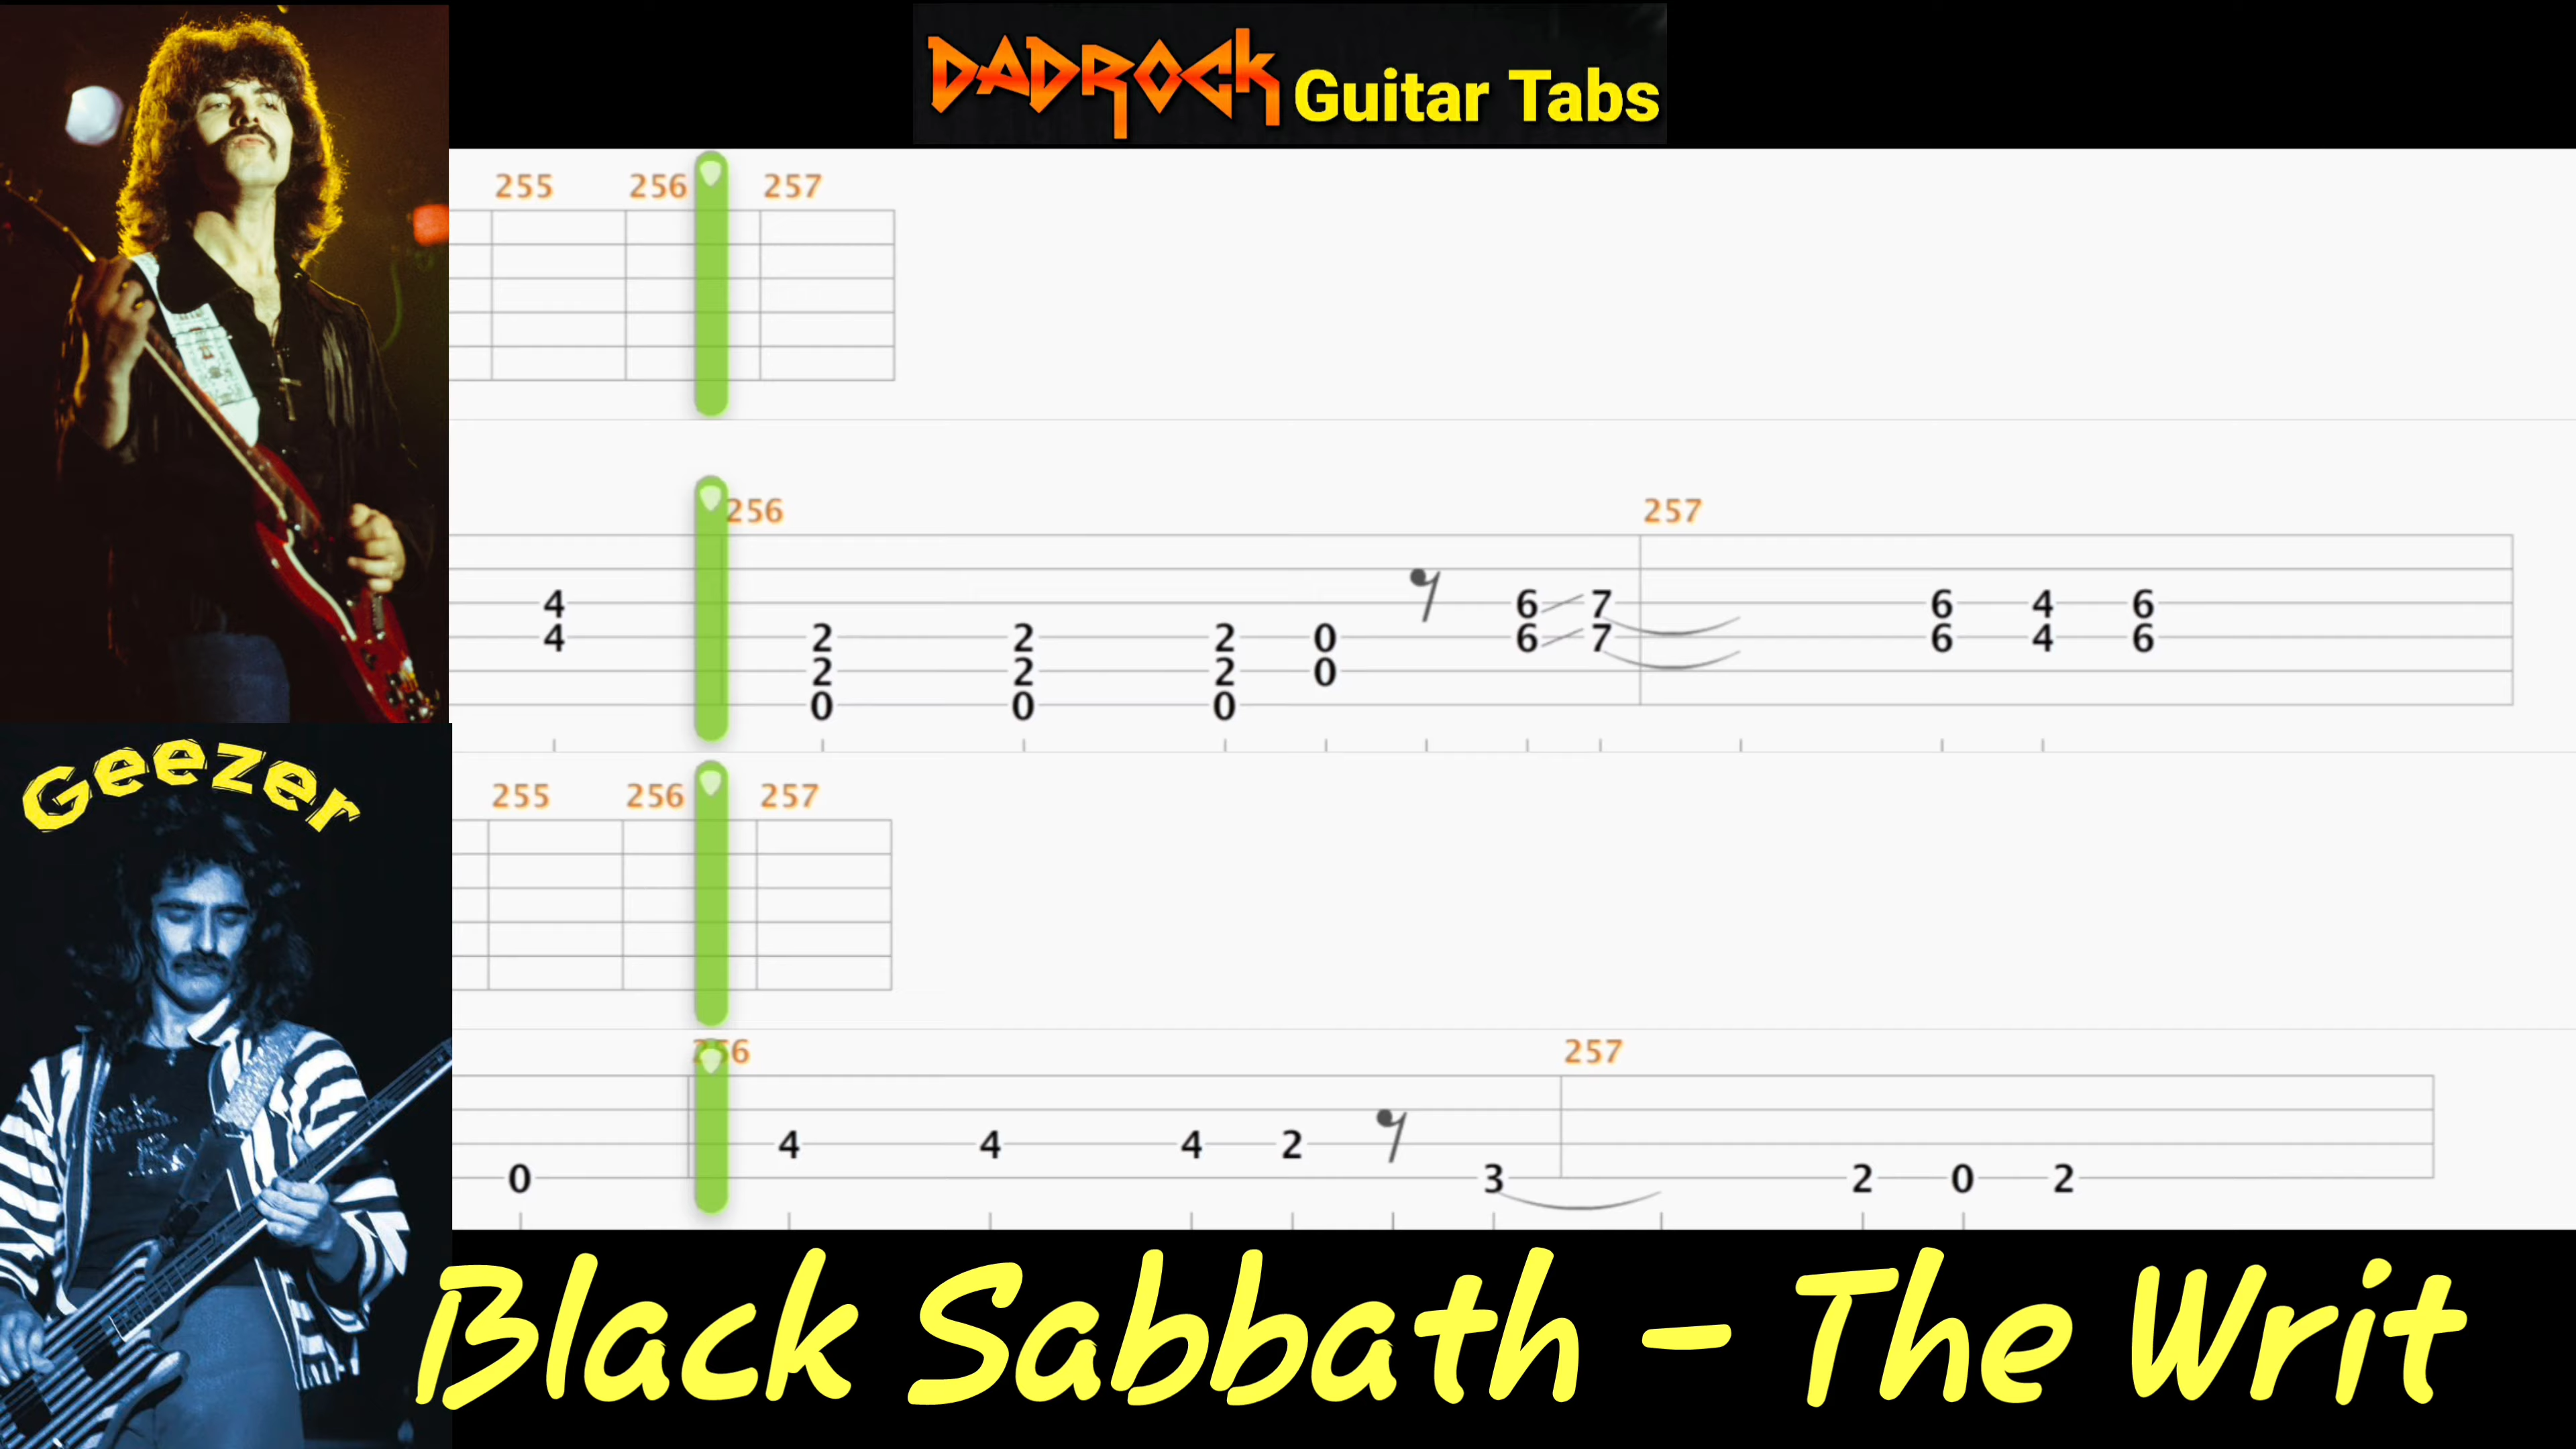 DADROCK Guitar Tabs
255 256 257
256 257
4 6 7 6 4 6
4 2 2 2 0 6 7 6 4 6
2 2 2 0
0 0 0
Geezer
255 256 257
256 257
4 4 4 2
0 3 2 0 2
Black Sabbath - The Writ